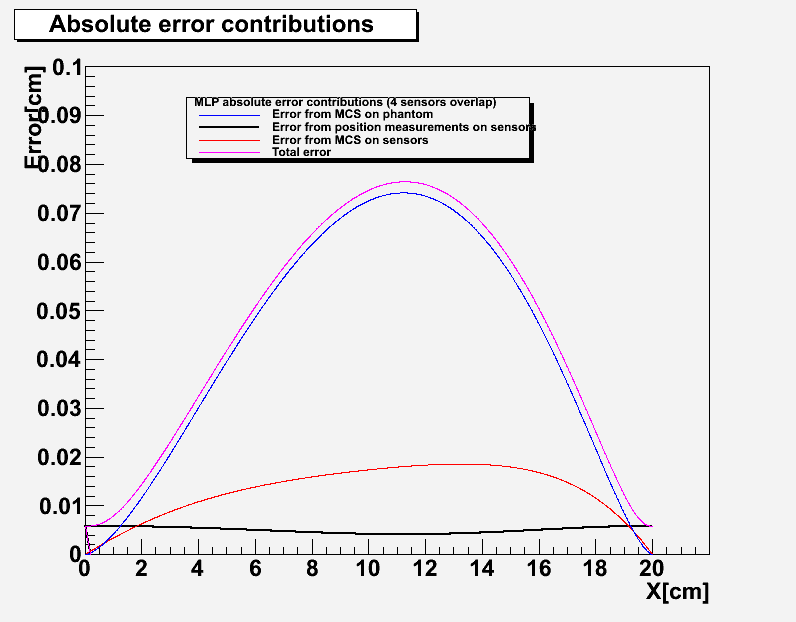 Absolute error contributions
Error[cm]
0.1
0.09
0.08
0.07
0.06
0.05
0.04
0.03
0.02
0.01
0
MLP absolute error contributions (4 sensors overlap)
Error from MCS on phantom
Error from position measurements on sensors
Error from MCS on sensors
Total error
0 2 4 6 8 10 12 14 16 18 20
X[cm]